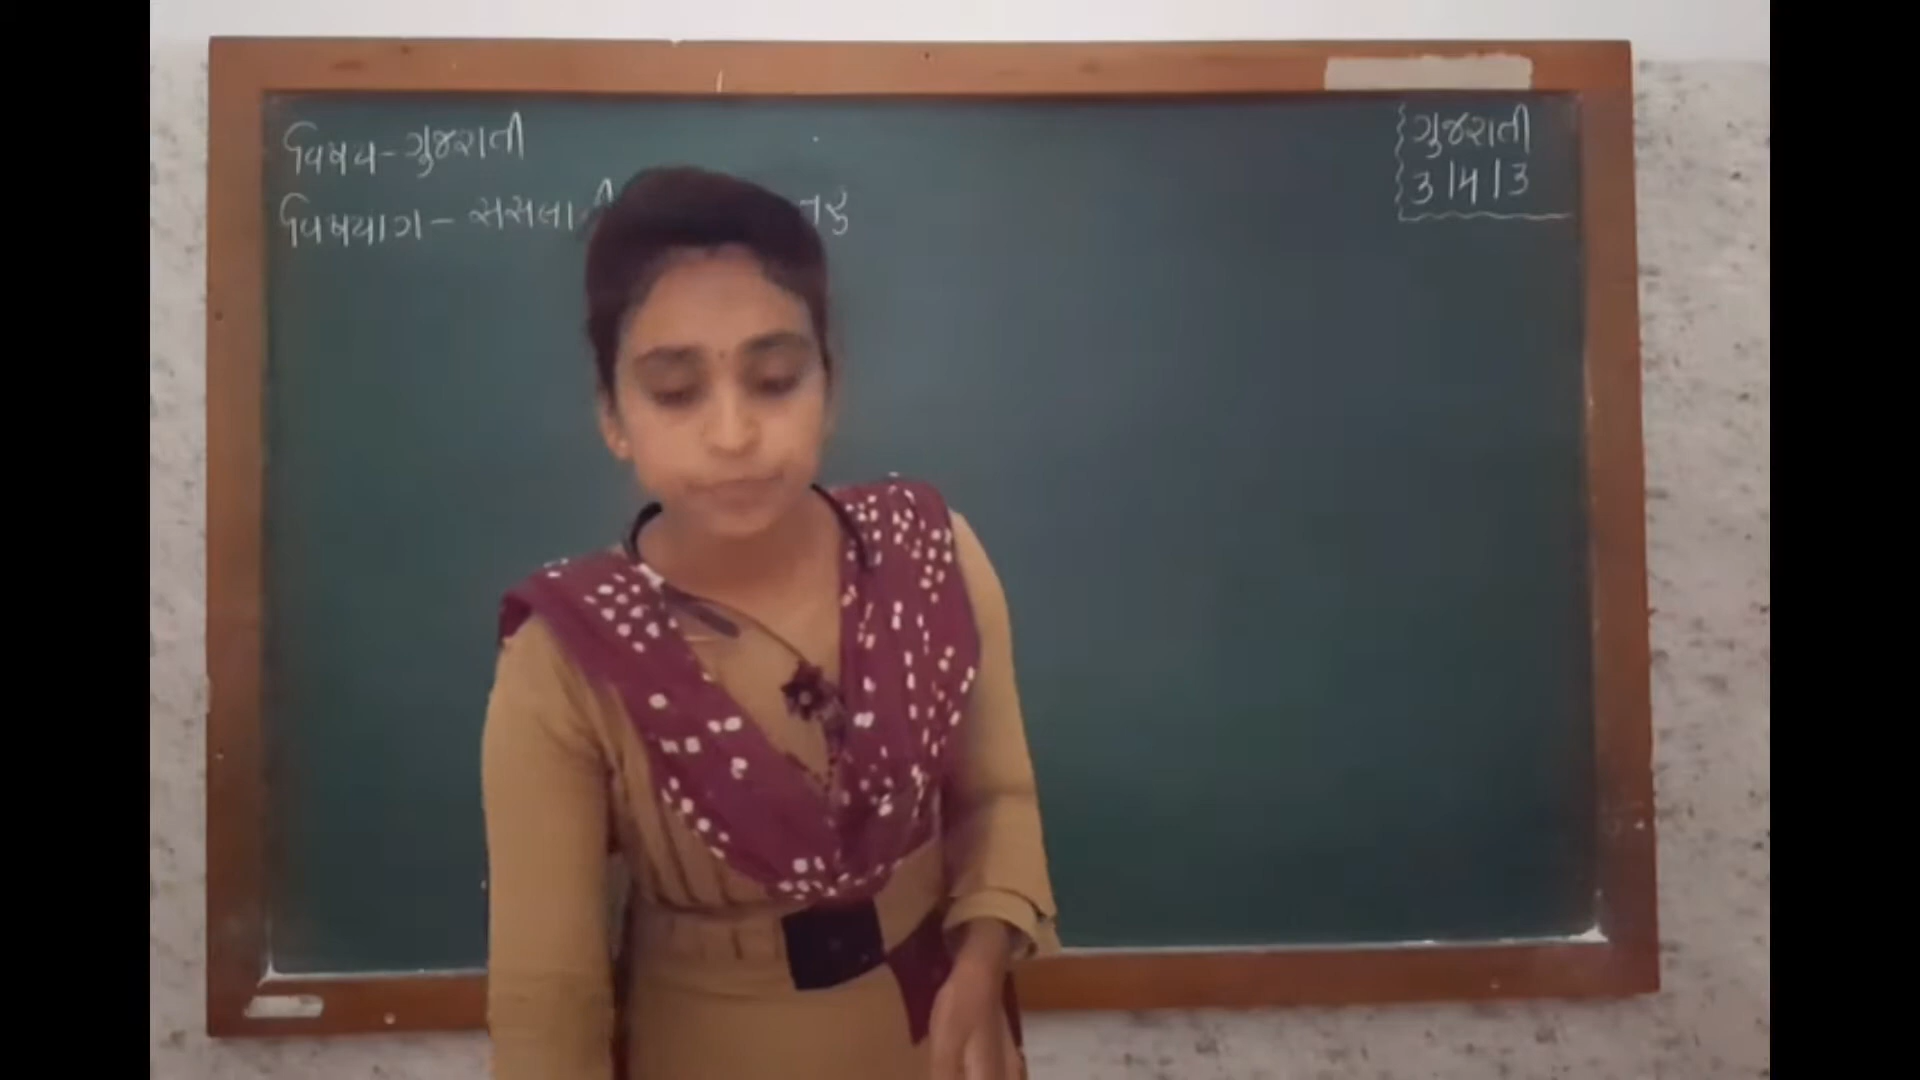 વિષય - ગુજરાતી
વિષયાગ - સસલા
ગુજરાતી
3/4/3